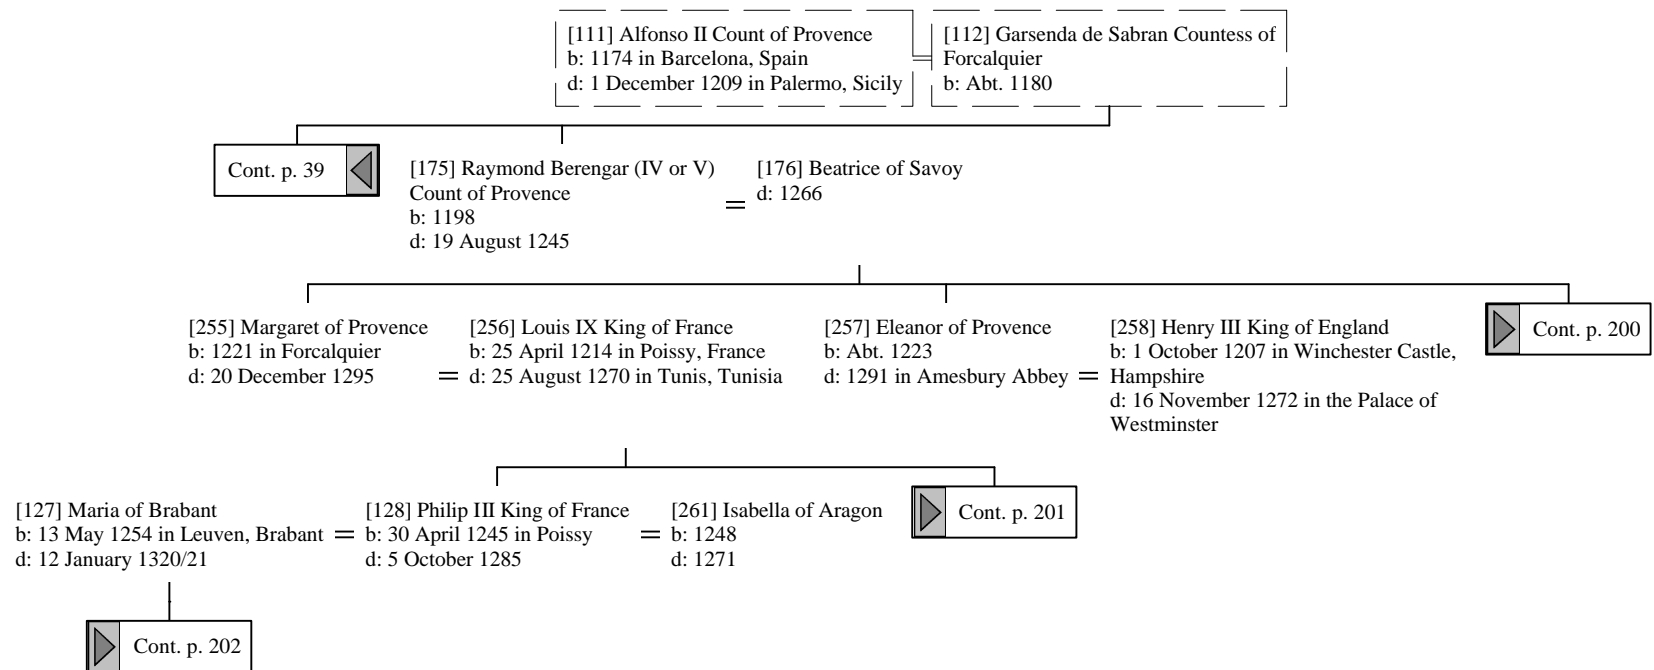 [111] Alfonso II Count of Provence
b: 1174 in Barcelona, Spain
d: 1 December 1209 in Palermo, Sicily
[112] Garsenda de Sabran Countess of
Forcalquier
b: Abt. 1180
Cont. p. 39
[175] Raymond Berengar (IV or V)
Count of Provence
b: 1198
d: 19 August 1245
=
[176] Beatrice of Savoy
d: 1266
[255] Margaret of Provence
b: 1221 in Forcalquier
d: 20 December 1295
=
[256] Louis IX King of France
b: 25 April 1214 in Poissy, France
d: 25 August 1270 in Tunis, Tunisia
[257] Eleanor of Provence
b: Abt. 1223
d: 1291 in Amesbury Abbey
=
[258] Henry III King of England
b: 1 October 1207 in Winchester Castle,
Hampshire
d: 16 November 1272 in the Palace of
Westminster
Cont. p. 200
[127] Maria of Brabant
b: 13 May 1254 in Leuven, Brabant
d: 12 January 1320/21
=
[128] Philip III King of France
b: 30 April 1245 in Poissy
d: 5 October 1285
=
[261] Isabella of Aragon
b: 1248
d: 1271
Cont. p. 201
Cont. p. 202